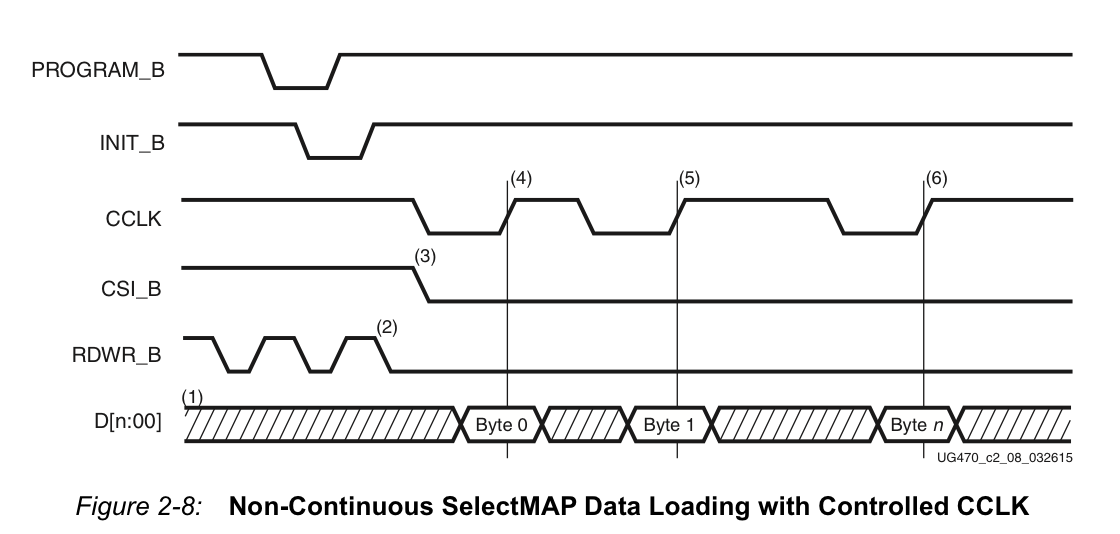 PROGRAM_B
INIT_B
(4) (5) (6)
CCLK
(3)
CSI_B
(2)
RDWR_B
(1)
D[n:00] Byte 0 Byte 1 Byte n
UG470_c2_08_032615
Figure 2-8: Non-Continuous SelectMAP Data Loading with Controlled CCLK